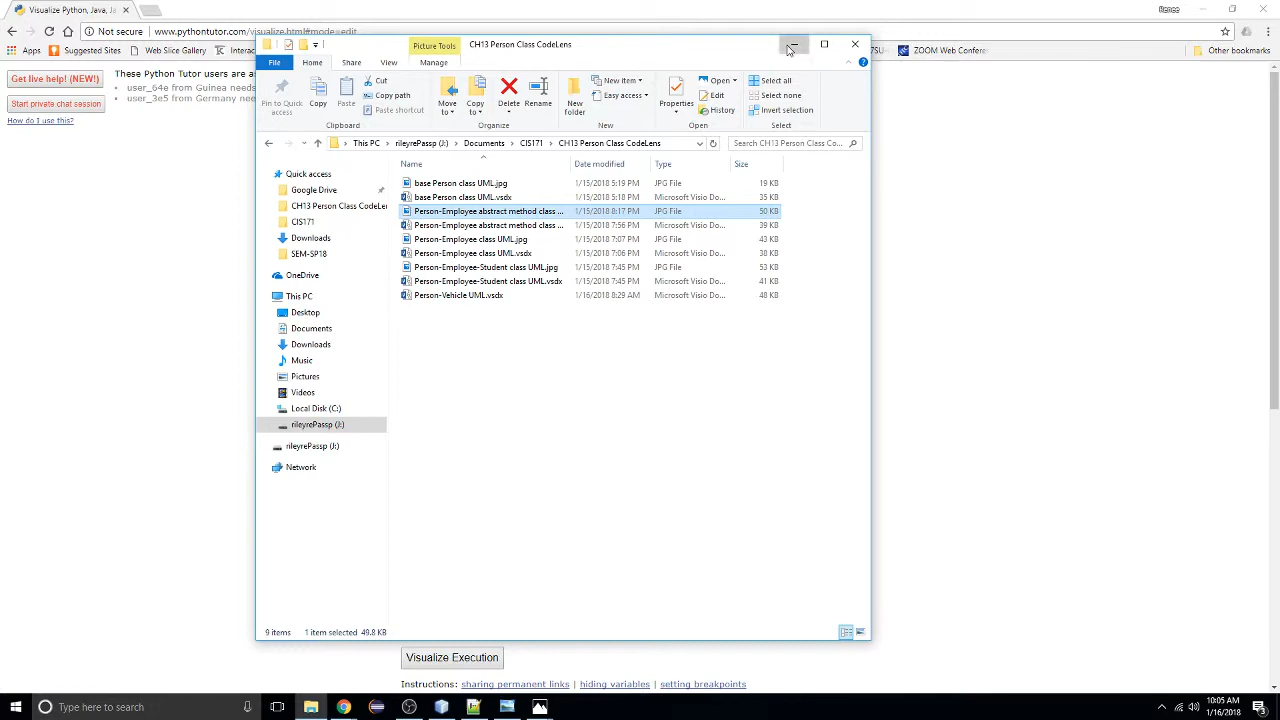 Visualize Python, Java, J
Renee
Not secure www.pythontutor.com/visualize.html#mode=edit
Apps Suggested Sites Web Slice Gallery Interac
ZOOM Web Confere
Other bookmarks
Get live help! (NEW!)
Start private chat session
How do I use this?
These Python Tutor users are a
user_64e from Guinea needs
user_3e5 from Germany nee
Picture Tools
CH13 Person Class CodeLens
File Home Share View Manage
Pin to Quick access
Copy
Paste
Cut
Copy path
Paste shortcut
Clipboard
Move to
Copy to
Delete
Rename
Organize
New folder
New item
Easy access
New
Properties
Open
Edit
History
Open
Select all
Select none
Invert selection
Select
This PC rileyrePassp (J:) Documents CIS171 CH13 Person Class CodeLens
Search CH13 Person Class Co...
Name Date modified Type Size
base Person class UML.jpg 1/15/2018 5:19 PM JPG File 19 KB
base Person class UML.vsdx 1/15/2018 5:18 PM Microsoft Visio Do... 35 KB
Person-Employee abstract method class ... 1/15/2018 8:17 PM JPG File 50 KB
Person-Employee abstract method class ... 1/15/2018 7:56 PM Microsoft Visio Do... 39 KB
Person-Employee class UML.jpg 1/15/2018 7:07 PM JPG File 43 KB
Person-Employee class UML.vsdx 1/15/2018 7:06 PM Microsoft Visio Do... 38 KB
Person-Employee-Student class UML.jpg 1/15/2018 7:45 PM JPG File 53 KB
Person-Employee-Student class UML.vsdx 1/15/2018 7:45 PM Microsoft Visio Do... 41 KB
Person-Vehicle UML.vsdx 1/16/2018 8:29 AM Microsoft Visio Do... 48 KB
Quick access
Google Drive
CH13 Person Class CodeLe
CIS171
Downloads
SEM-SP18
OneDrive
This PC
Desktop
Documents
Downloads
Music
Pictures
Videos
Local Disk (C:)
rileyrePassp (J:)
rileyrePassp (J:)
Network
9 items 1 item selected 49.8 KB
Visualize Execution
Instructions: sharing permanent links | hiding variables | setting breakpoints
Type here to search
10:05 AM
1/16/2018